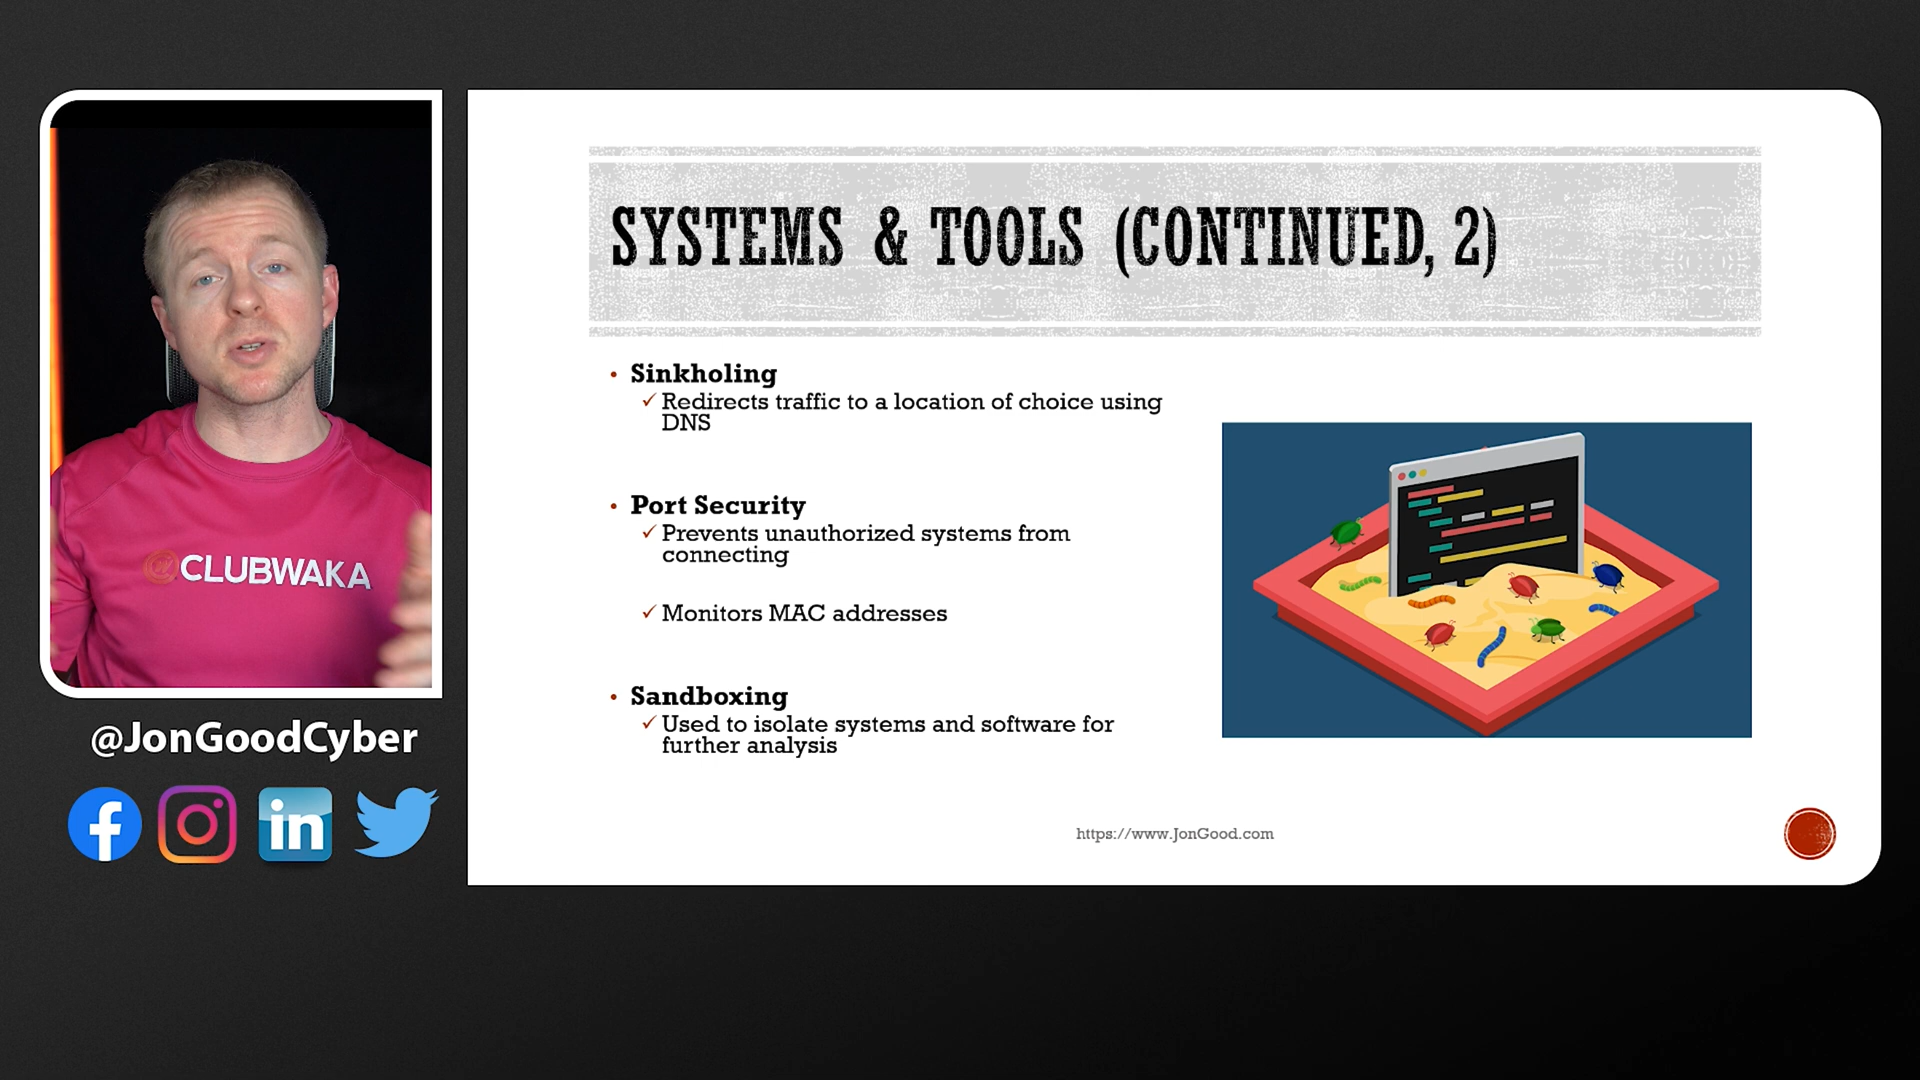 SYSTEMS & TOOLS (CONTINUED, 2)
• Sinkholing
✓ Redirects traffic to a location of choice using
DNS
• Port Security
✓ Prevents unauthorized systems from
connecting
✓ Monitors MAC addresses
• Sandboxing
✓ Used to isolate systems and software for
further analysis
https://www.JonGood.com
@CLUBWAKA
@JonGoodCyber
f
in